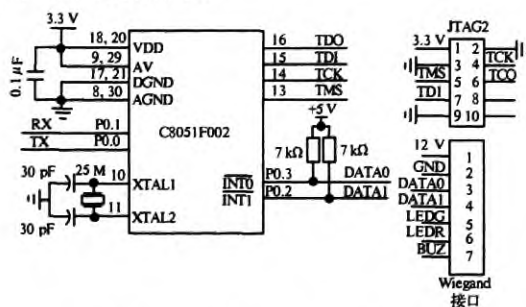 3.3 V
18, 20
VDD
9, 29
AV
17, 21
DGND
8, 30
AGND
0.1 μF
RX
P0.1
TX
P0.0
30 pF
25 M
10
XTAL1
11
XTAL2
30 pF
C8051F002
16
TDO
15
TDI
14
TCK
13
TMS
+5 V
7 kΩ
7 kΩ
INT0
P0.3
DATA0
INT1
P0.2
DATA1
JTAG2
3.3 V
1
2
3
4
TCK
TMS
5
6
TCO
TDI
7
8
9
10
12 V
1
GND
2
DATA0
3
DATA1
4
LEDG
5
LEDR
6
BUZ
7
Wiegand
接口